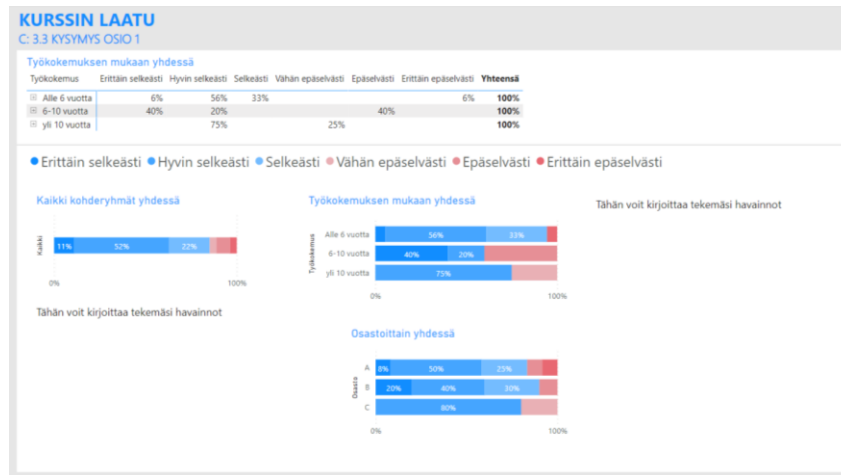 KURSSIN LAATU
C: 3.3 KYSYMYS OSIO 1
Työkokemuksen mukaan yhdessä
Työkokemus Erittäin selkeästi Hyvin selkeästi Selkeästi Vähän epäselvästi Epäselvästi Erittäin epäselvästi Yhteensä
Alle 6 vuotta 6% 56% 33% 6% 100%
6-10 vuotta 40% 20% 40% 100%
yli 10 vuotta 75% 25% 100%
Erittäin selkeästi Hyvin selkeästi Selkeästi Vähän epäselvästi Epäselvästi Erittäin epäselvästi
Kaikki kohderyhmät yhdessä
Kaikki
11% 52% 22%
0% 100%
Tähän voit kirjoittaa tekemäsi havainnot
Työkokemuksen mukaan yhdessä
Työkokemus
Alle 6 vuotta 56% 33%
6-10 vuotta 40% 20%
yli 10 vuotta 75%
0% 100%
Tähän voit kirjoittaa tekemäsi havainnot
Osastoittain yhdessä
Osasto
A 8% 50% 25%
B 20% 40% 30%
C 80%
0% 100%